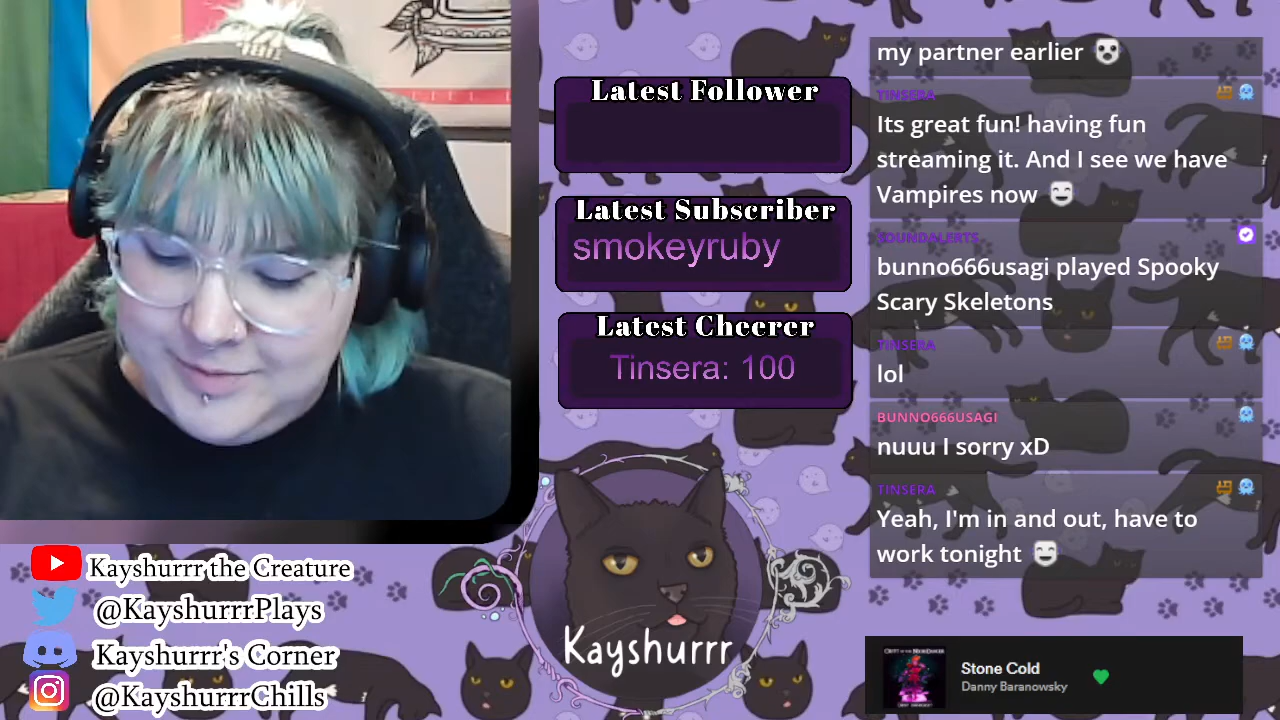 Latest Follower
Latest Subscriber
smokeyruby
Latest Cheerer
Tinsera: 100
my partner earlier
TINSERA
Its great fun! having fun
streaming it. And I see we have
Vampires now
SOUNDALERTS
bunno666usagi played Spooky
Scary Skeletons
TINSERA
lol
BUNNO666USAGI
nuuu I sorry xD
TINSERA
Yeah, I'm in and out, have to
work tonight
Kayshurrr the Creature
@KayshurrrPlays
Kayshurrr's Corner
@KayshurrrChills
Kayshurrr
Stone Cold
Danny Baranowsky